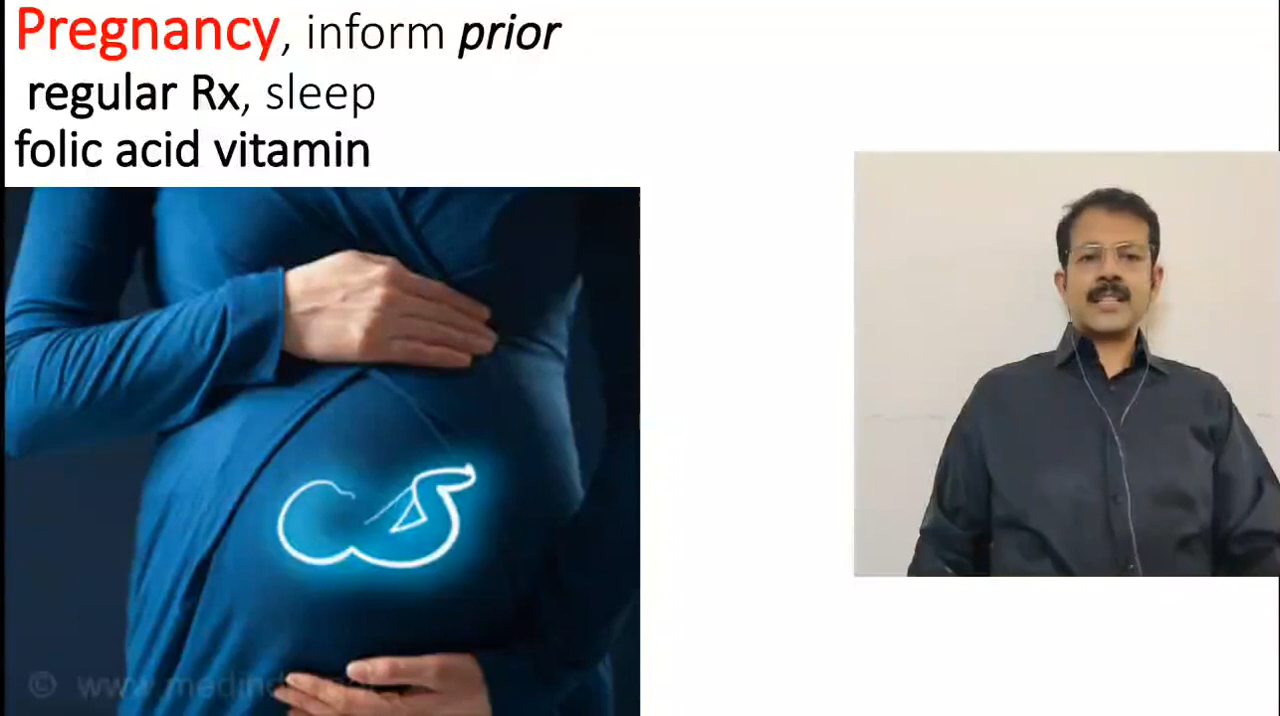 Pregnancy, inform prior
regular Rx, sleep
folic acid vitamin